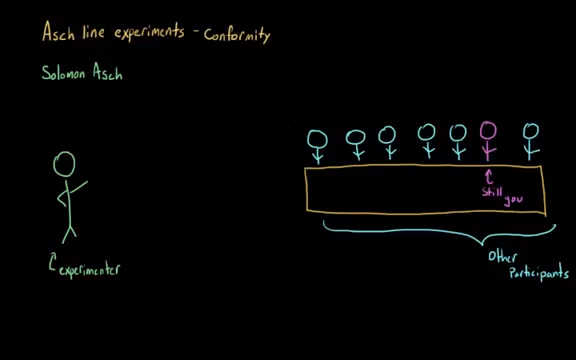 Asch line experiments - Conformity
Solomon Asch
Still
you
experimenter
Other
Participants